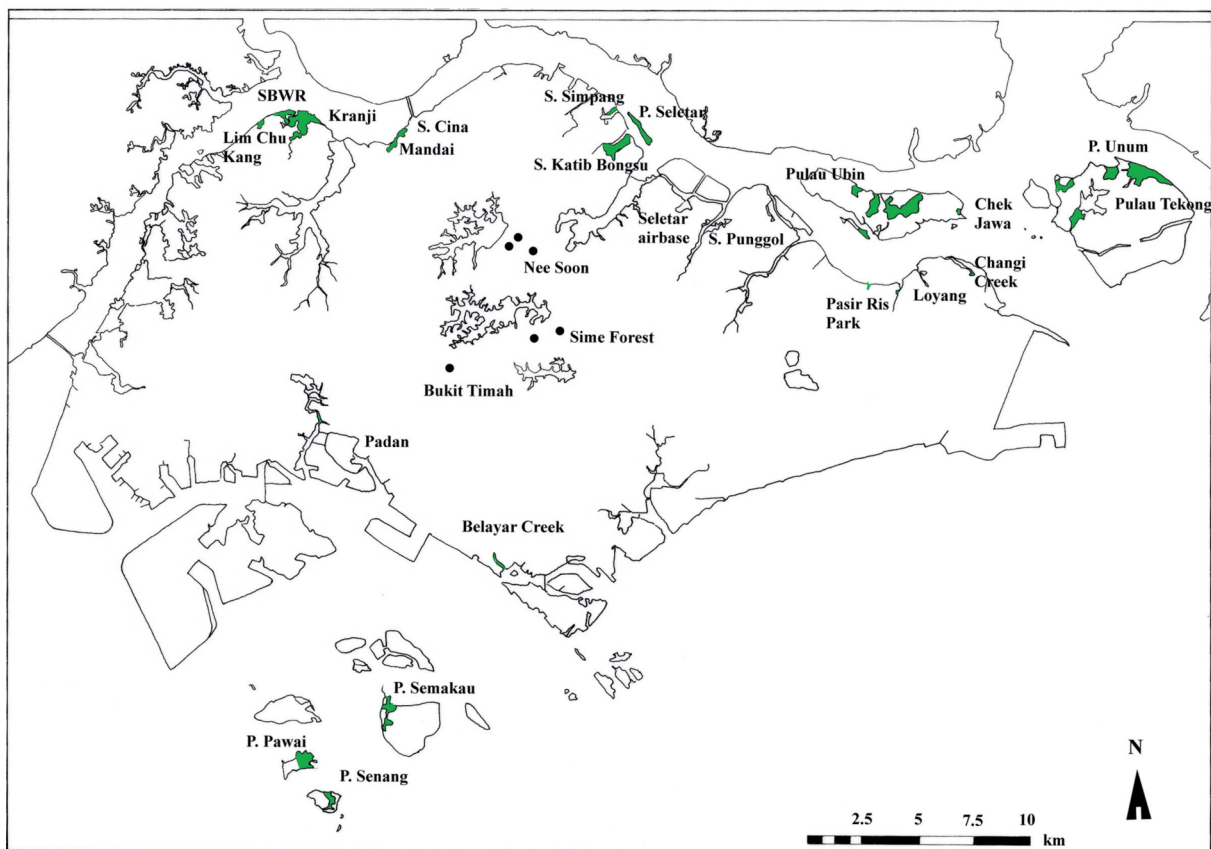 SBWR
Kranji
Lim Chu
Kang
S. Cina
Mandai
S. Simpang
P. Seletar
S. Katib Bongsu
P. Unum
Pulau Ubin
Chek
Jawa
Pulau Tekong
Seletar
airbase
S. Punggol
Nee Soon
Changi
Creek
Loyang
Pasir Ris
Park
Sime Forest
Bukit Timah
Padan
Belayar Creek
P. Semakau
P. Pawai
P. Senang
N
2.5 5 7.5 10
km